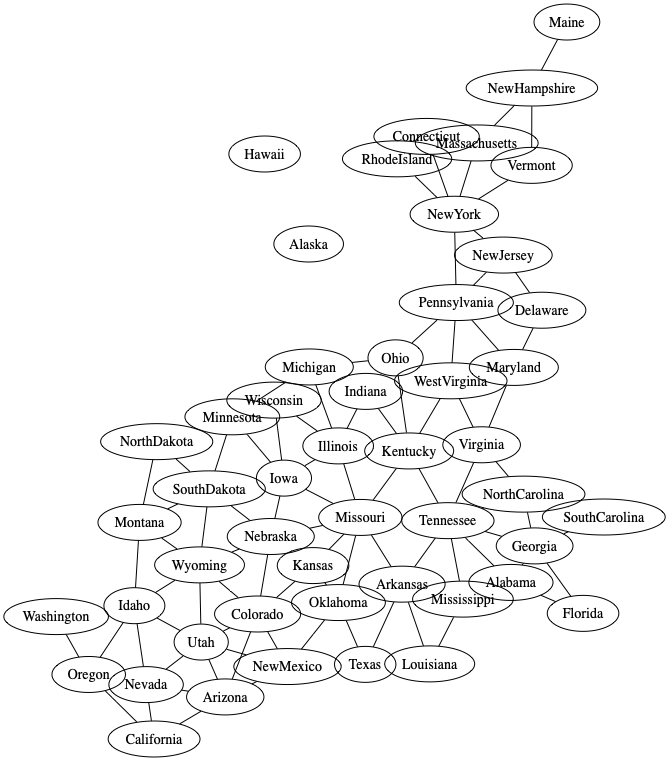 Maine
NewHampshire
Connecticut
Massachusetts
Hawaii
RhodeIsland
Vermont
NewYork
Alaska
NewJersey
Pennsylvania
Delaware
Ohio
Michigan
Maryland
WestVirginia
Indiana
Wisconsin
Minnesota
NorthDakota
Illinois
Kentucky
Virginia
Iowa
SouthDakota
NorthCarolina
SouthCarolina
Missouri
Tennessee
Montana
Nebraska
Georgia
Wyoming
Kansas
Arkansas
Alabama
Mississippi
Oklahoma
Idaho
Florida
Washington
Colorado
Utah
NewMexico
Texas
Louisiana
Oregon
Nevada
Arizona
California